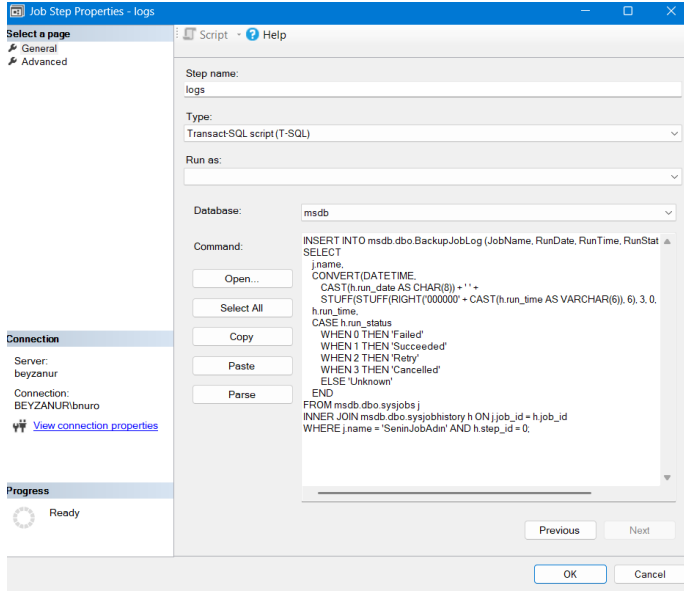 Job Step Properties - logs
Select a page
General
Advanced
Script
Help
Step name:
logs
Type:
Transact-SQL script (T-SQL)
Run as:
Database:
msdb
Command:
Open...
Select All
Copy
Paste
Parse
INSERT INTO msdb.dbo.BackupJobLog (JobName, RunDate, RunTime, RunStat
SELECT
j.name,
CONVERT(DATETIME,
CAST(h.run_date AS CHAR(8)) + ' ' +
STUFF(STUFF(RIGHT('000000' + CAST(h.run_time AS VARCHAR(6)), 6), 3, 0,
h.run_time,
CASE h.run_status
WHEN 0 THEN 'Failed'
WHEN 1 THEN 'Succeeded'
WHEN 2 THEN 'Retry'
WHEN 3 THEN 'Cancelled'
ELSE 'Unknown'
END
FROM msdb.dbo.sysjobs j
INNER JOIN msdb.dbo.sysjobhistory h ON j.job_id = h.job_id
WHERE j.name = 'SeninJobAdın' AND h.step_id = 0;
Connection
Server:
beyzanur
Connection:
BEYZANUR\bnuro
View connection properties
Progress
Ready
Previous
Next
OK
Cancel